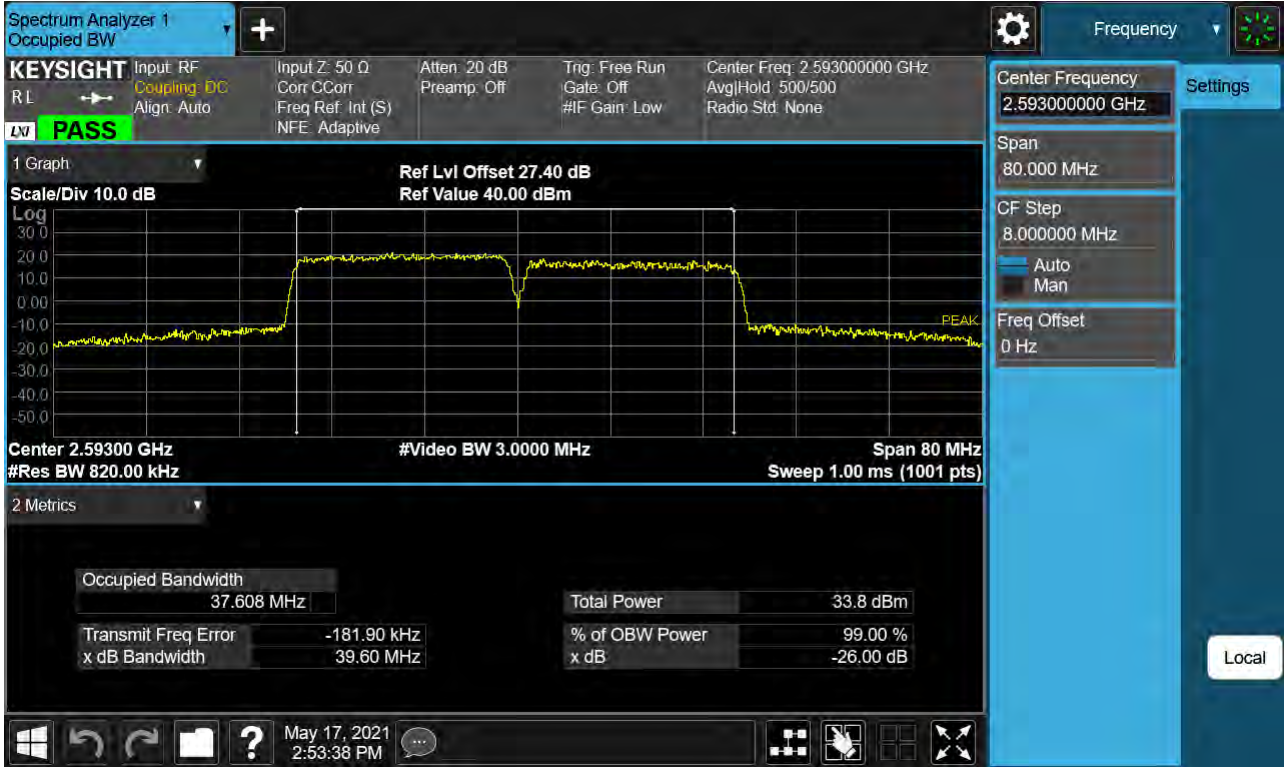 Spectrum Analyzer 1
Occupied BW
+
Frequency
KEYSIGHT
R L
LXI
PASS
Input: RF
Coupling: DC
Align: Auto
Input Z: 50 Ω
Corr CCorr
Freq Ref: Int (S)
NFE: Adaptive
Atten: 20 dB
Preamp: Off
Trig: Free Run
Gate: Off
#IF Gain: Low
Center Freq: 2.593000000 GHz
Avg|Hold: 500/500
Radio Std: None
Center Frequency
2.593000000 GHz
Settings
Span
80.000 MHz
CF Step
8.000000 MHz
Auto
Man
Freq Offset
0 Hz
Local
1 Graph
Scale/Div 10.0 dB
Ref Lvl Offset 27.40 dB
Ref Value 40.00 dBm
Log
30.0
20.0
10.0
0.00
-10.0
-20.0
-30.0
-40.0
-50.0
PEAK
Center 2.59300 GHz
#Video BW 3.0000 MHz
Span 80 MHz
#Res BW 820.00 kHz
Sweep 1.00 ms (1001 pts)
2 Metrics
Occupied Bandwidth
37.608 MHz
Total Power 33.8 dBm
Transmit Freq Error -181.90 kHz
% of OBW Power 99.00 %
x dB Bandwidth 39.60 MHz
x dB -26.00 dB
?
May 17, 2021
2:53:38 PM